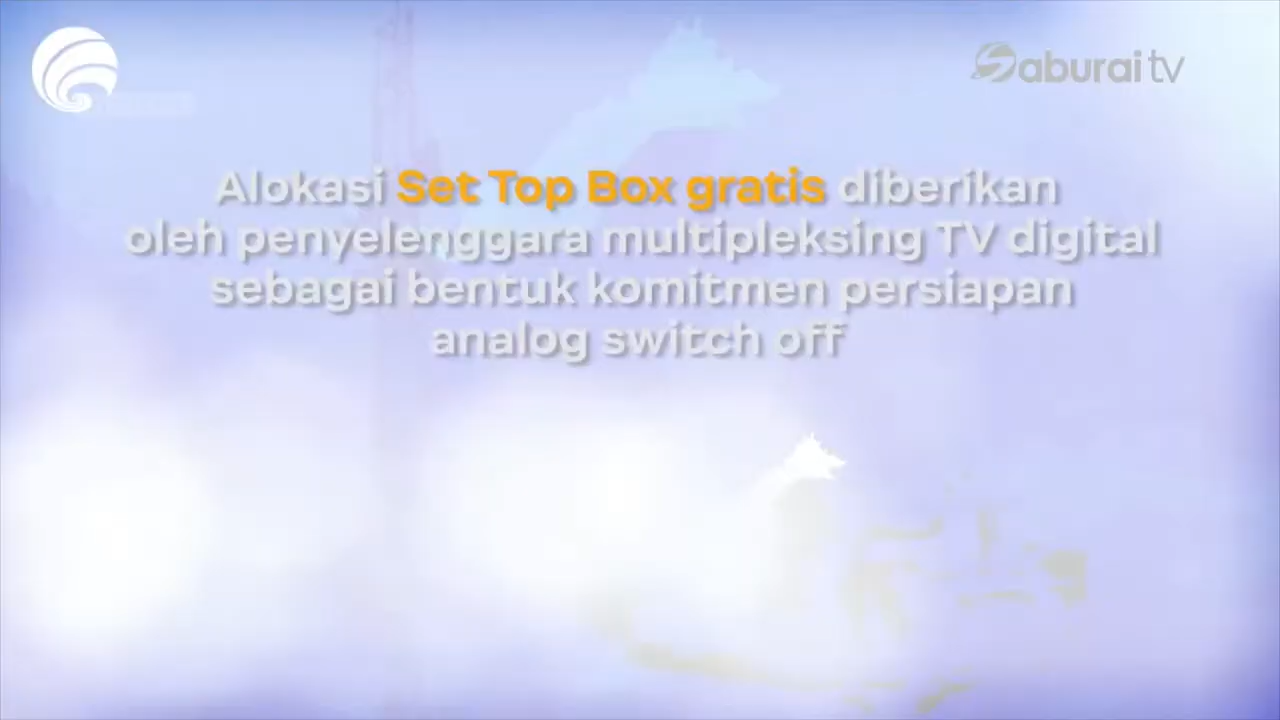 Saburai tv
Alokasi Set Top Box gratis diberikan
oleh penyelenggara multipleksing TV digital
sebagai bentuk komitmen persiapan
analog switch off